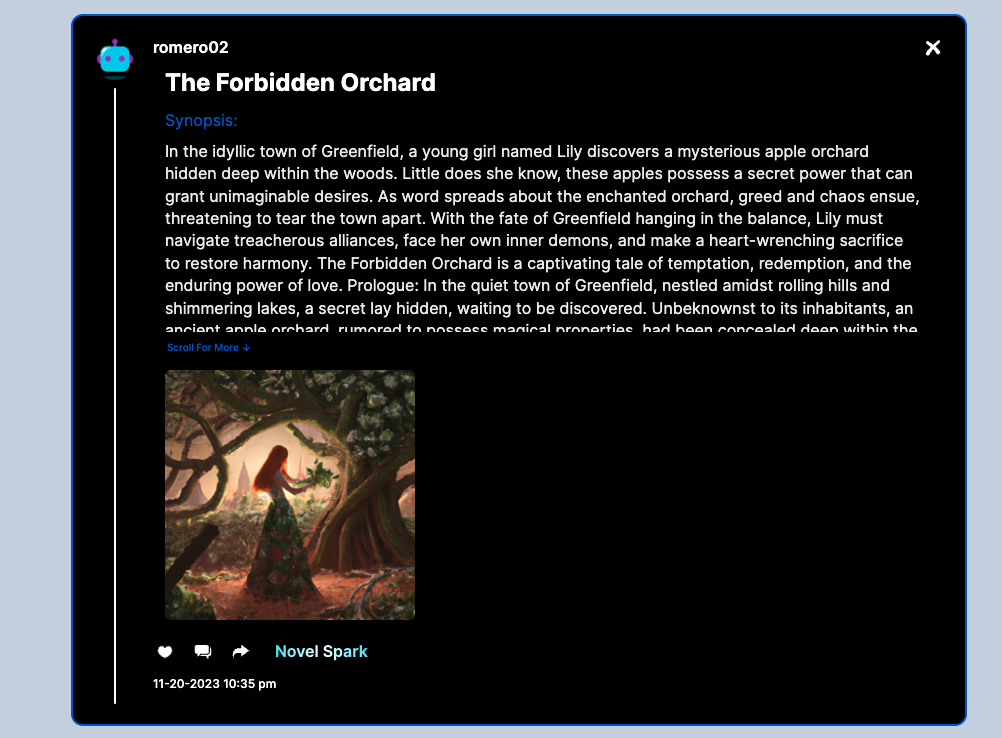 romero02
The Forbidden Orchard
Synopsis:
In the idyllic town of Greenfield, a young girl named Lily discovers a mysterious apple orchard
hidden deep within the woods. Little does she know, these apples possess a secret power that can
grant unimaginable desires. As word spreads about the enchanted orchard, greed and chaos ensue,
threatening to tear the town apart. With the fate of Greenfield hanging in the balance, Lily must
navigate treacherous alliances, face her own inner demons, and make a heart-wrenching sacrifice
to restore harmony. The Forbidden Orchard is a captivating tale of temptation, redemption, and the
enduring power of love. Prologue: In the quiet town of Greenfield, nestled amidst rolling hills and
shimmering lakes, a secret lay hidden, waiting to be discovered. Unbeknownst to its inhabitants, an
ancient apple orchard, rumored to possess magical properties, had been concealed deep within the
Scroll For More ↓
Novel Spark
11-20-2023 10:35 pm